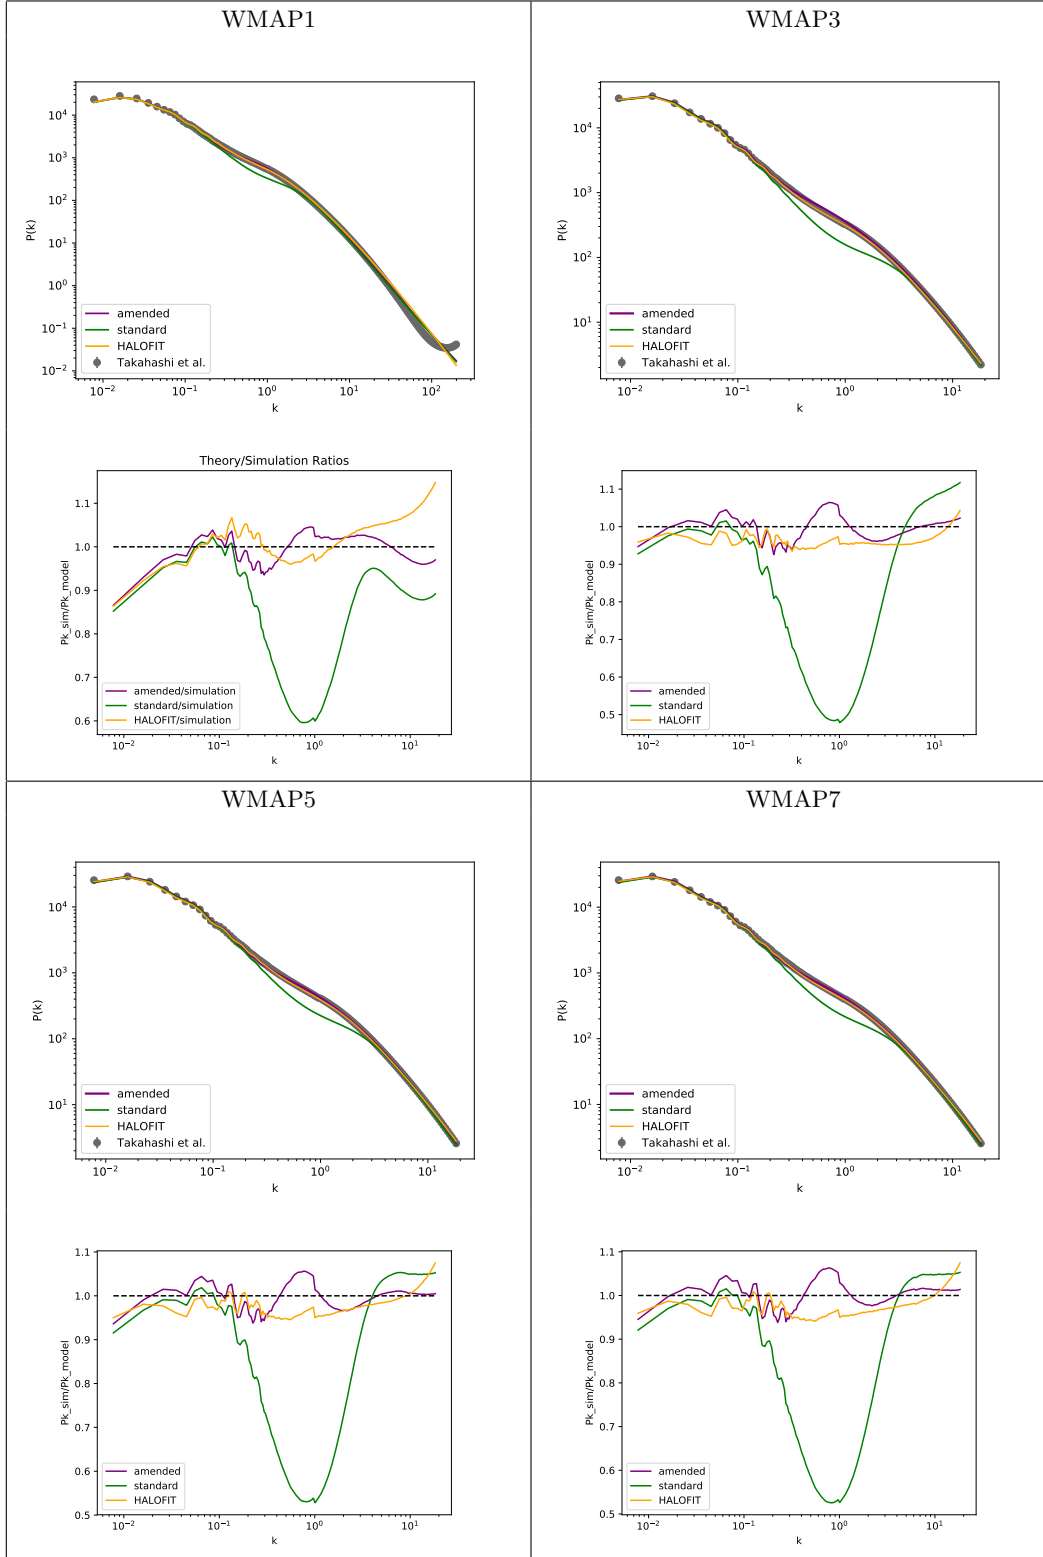 WMAP1
10^4
10^3
10^2
10^1
10^0
10^-1
10^-2
P(k)
amended
standard
HALOFIT
Takahashi et al.
10^-2 10^-1 10^0 10^1 10^2
k
Theory/Simulation Ratios
1.1
1.0
0.9
0.8
0.7
0.6
Pk_sim/Pk_model
amended/simulation
standard/simulation
HALOFIT/simulation
10^-2 10^-1 10^0 10^1
k
WMAP3
10^4
10^3
10^2
10^1
P(k)
amended
standard
HALOFIT
Takahashi et al.
10^-2 10^-1 10^0 10^1
k
1.1
1.0
0.9
0.8
0.7
0.6
0.5
Pk_sim/Pk_model
amended
standard
HALOFIT
10^-2 10^-1 10^0 10^1
k
WMAP5
10^4
10^3
10^2
10^1
P(k)
amended
standard
HALOFIT
Takahashi et al.
10^-2 10^-1 10^0 10^1
k
1.1
1.0
0.9
0.8
0.7
0.6
0.5
Pk_sim/Pk_model
amended
standard
HALOFIT
10^-2 10^-1 10^0 10^1
k
WMAP7
10^4
10^3
10^2
10^1
P(k)
amended
standard
HALOFIT
Takahashi et al.
10^-2 10^-1 10^0 10^1
k
1.0
0.9
0.8
0.7
0.6
0.5
Pk_sim/Pk_model
amended
standard
HALOFIT
10^-2 10^-1 10^0 10^1
k